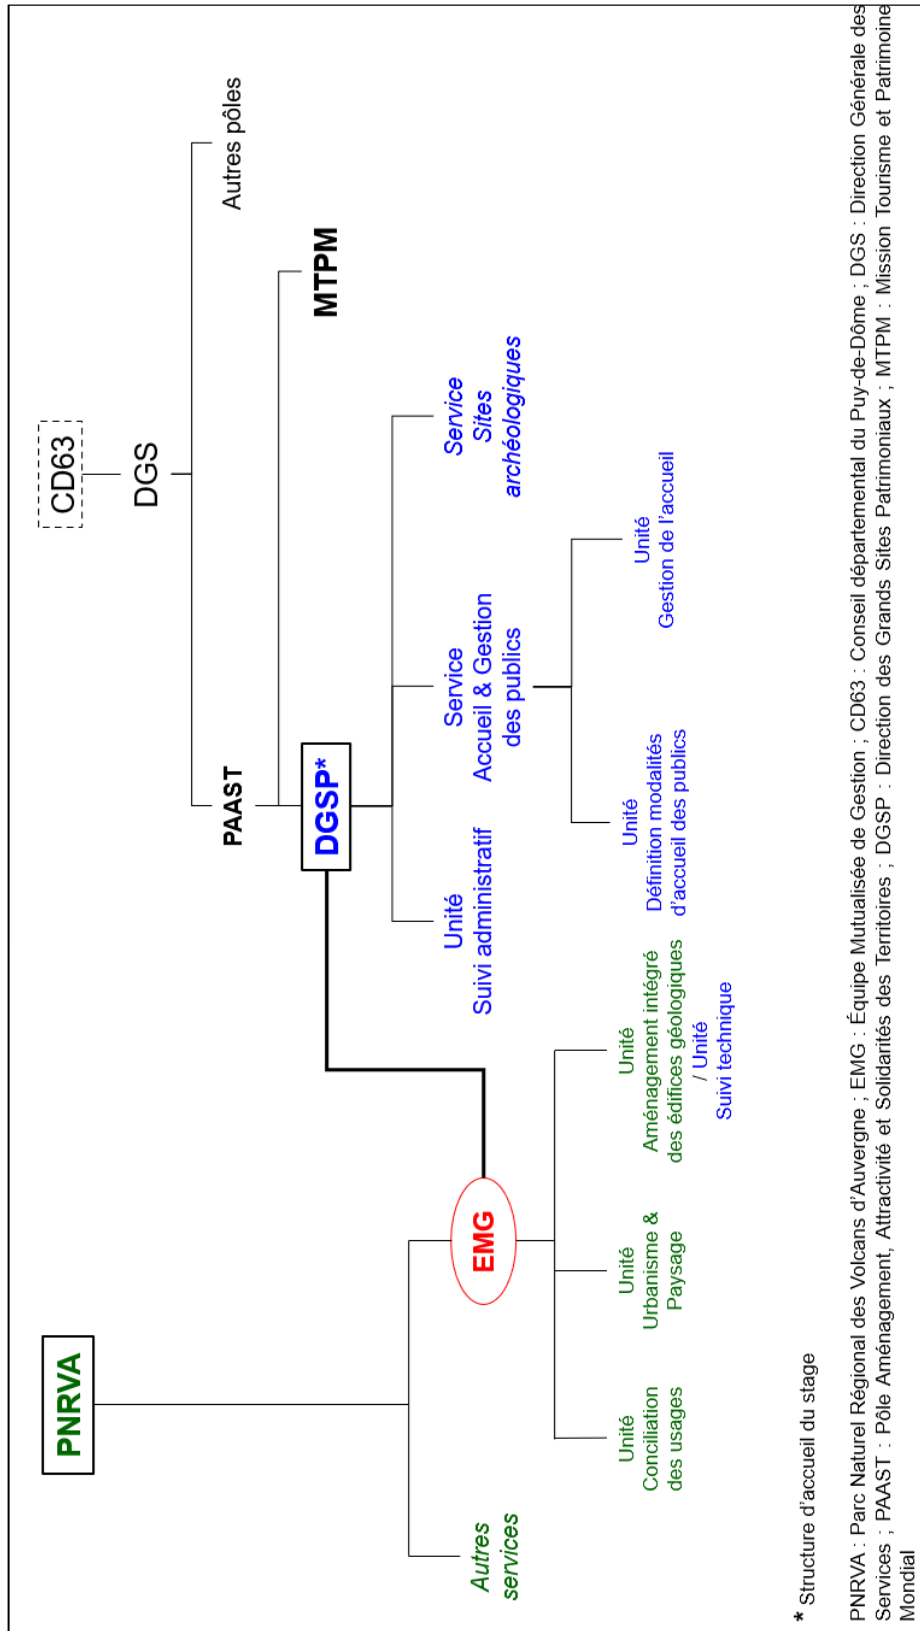 PNRVA
CD63
DGS
PAAST
Autres pôles
DGSP*
MTPM
Autres
services
EMG
Unité
Suivi administratif
Service
Accueil & Gestion
des publics
Service
Sites
archéologiques
Unité
Conciliation
des usages
Unité
Urbanisme &
Paysage
Unité
Aménagement intégré
des édifices géologiques
/ Unité
Suivi technique
Unité
Définition modalités
d'accueil des publics
Unité
Gestion de l'accueil
* Structure d'accueil du stage
PNRVA : Parc Naturel Régional des Volcans d'Auvergne ; EMG : Équipe Mutualisée de Gestion ; CD63 : Conseil départemental du Puy-de-Dôme ; DGS : Direction Générale des
Services ; PAAST : Pôle Aménagement, Attractivité et Solidarités des Territoires ; DGSP : Direction des Grands Sites Patrimoniaux ; MTPM : Mission Tourisme et Patrimoine
Mondial